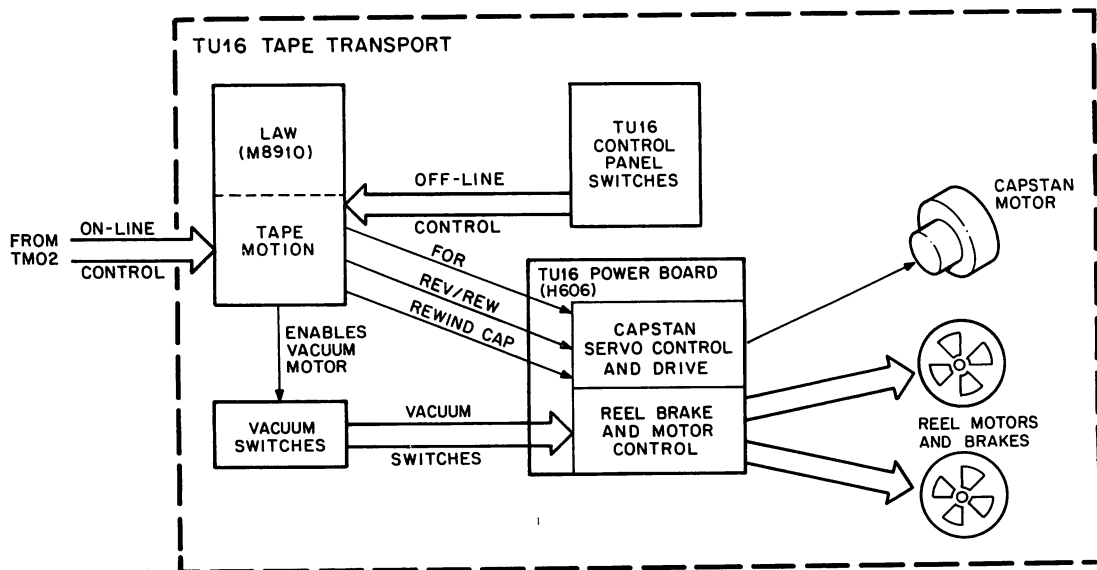 TU16 TAPE TRANSPORT
LAW
(M8910)
TAPE
MOTION
TU16
CONTROL
PANEL
SWITCHES
OFF-LINE
CONTROL
CAPSTAN
MOTOR
FROM
TM02
ON-LINE
CONTROL
FOR
REV/REW
REWIND CAP
TU16 POWER BOARD
(H606)
CAPSTAN
SERVO CONTROL
AND DRIVE
REEL BRAKE
AND MOTOR
CONTROL
ENABLES
VACUUM
MOTOR
VACUUM
SWITCHES
VACUUM
SWITCHES
REEL MOTORS
AND BRAKES